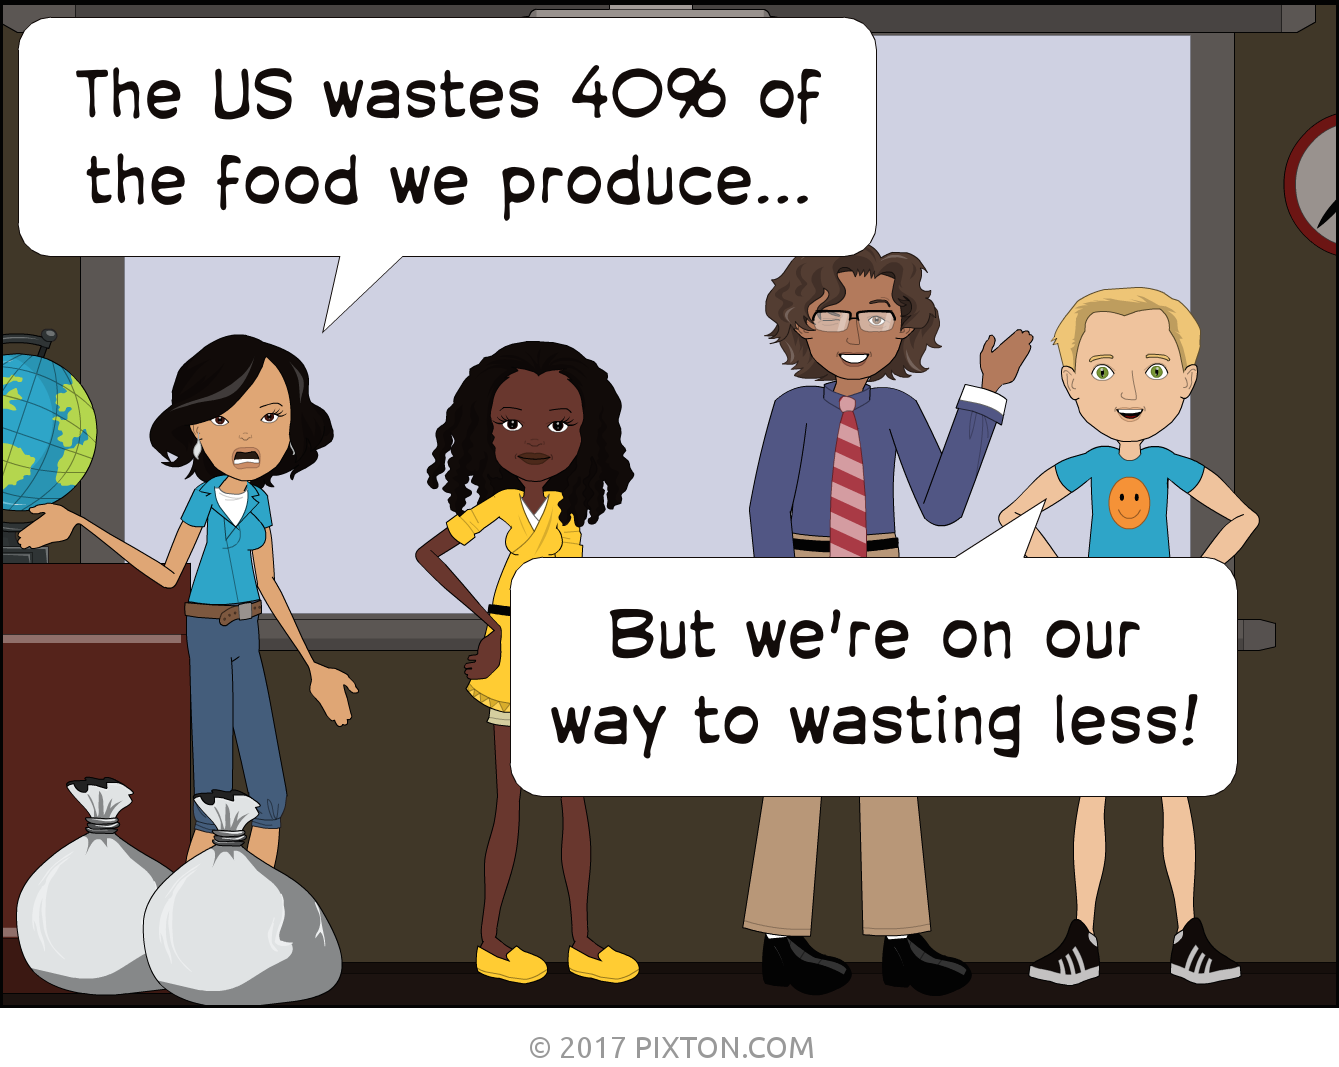 The US wastes 40% of
the food we produce...
But we're on our
way to wasting less!
© 2017 PIXTON.COM